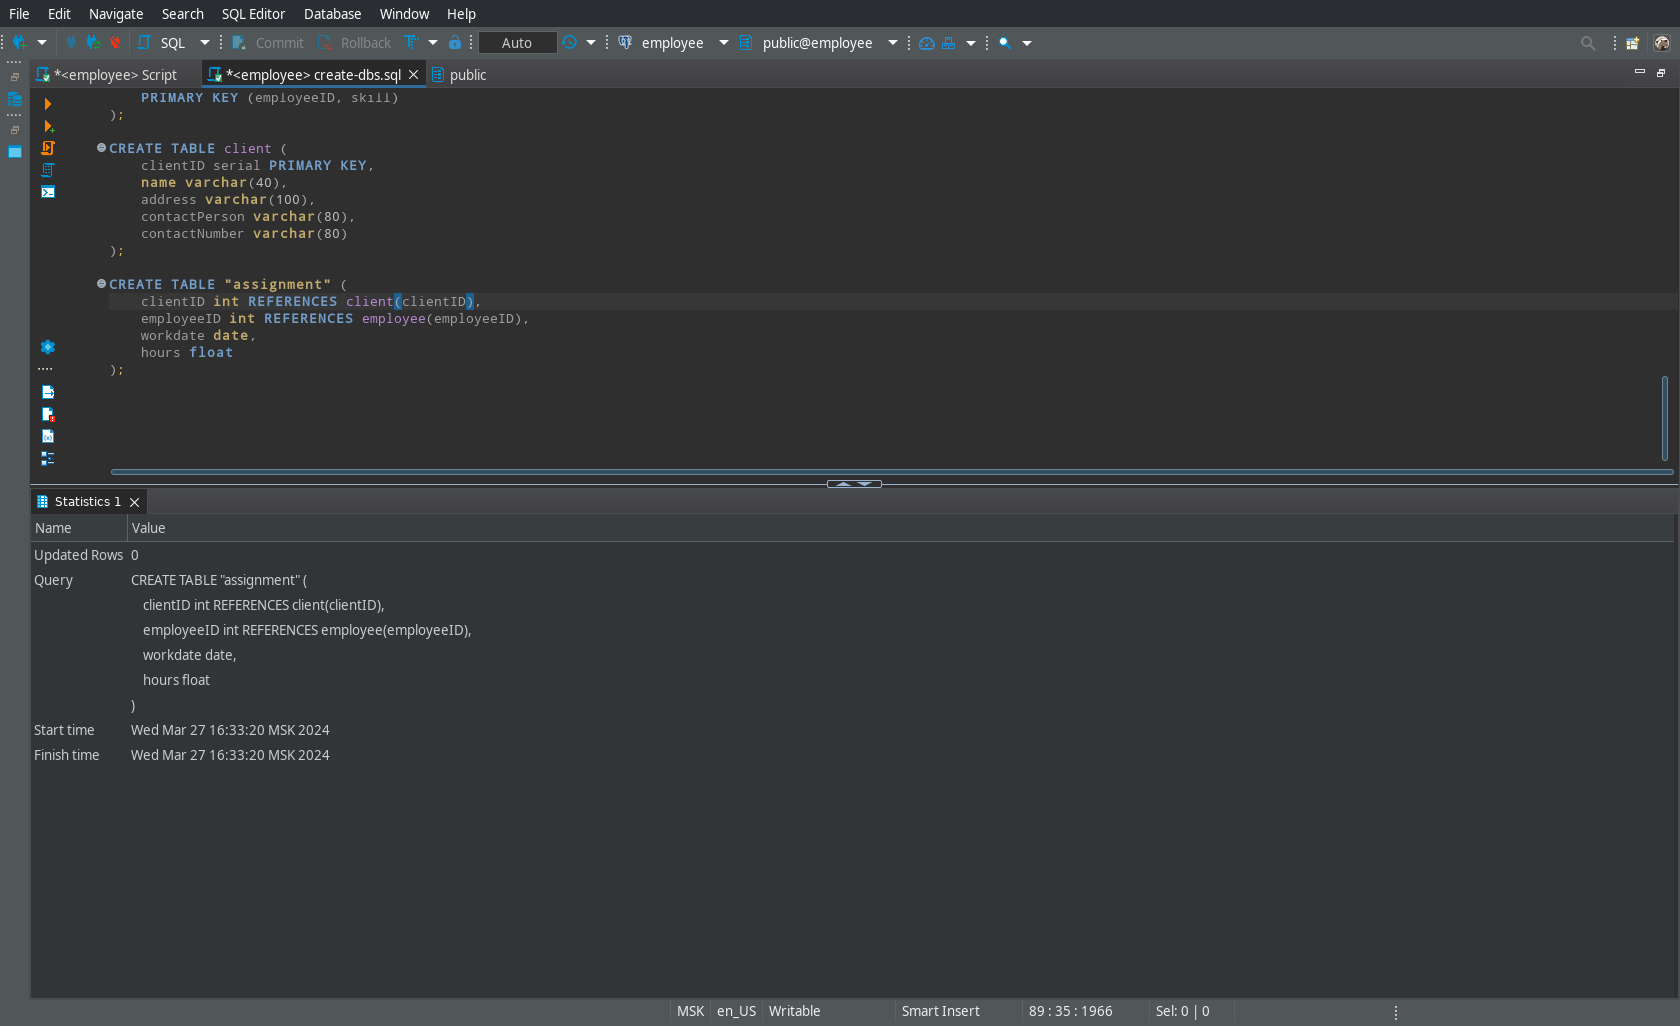 File Edit Navigate Search SQL Editor Database Window Help
SQL Commit Rollback Auto employee public@employee
*<employee> Script *<employee> create-dbs.sql public
PRIMARY KEY (employeeID, skill)
);
CREATE TABLE client (
clientID serial PRIMARY KEY,
name varchar(40),
address varchar(100),
contactPerson varchar(80),
contactNumber varchar(80)
);
CREATE TABLE "assignment" (
clientID int REFERENCES client(clientID),
employeeID int REFERENCES employee(employeeID),
workdate date,
hours float
);
Statistics 1
Name Value
Updated Rows 0
Query CREATE TABLE "assignment" (
clientID int REFERENCES client(clientID),
employeeID int REFERENCES employee(employeeID),
workdate date,
hours float
)
Start time Wed Mar 27 16:33:20 MSK 2024
Finish time Wed Mar 27 16:33:20 MSK 2024
MSK en_US Writable Smart Insert 89 : 35 : 1966 Sel: 0 | 0